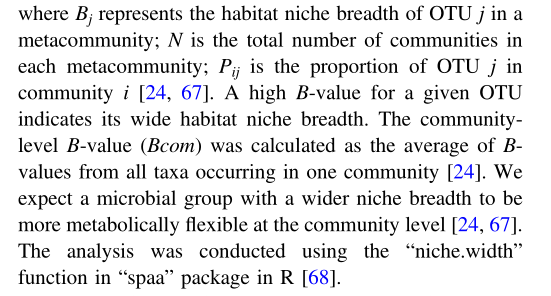 where Bj represents the habitat niche breadth of OTU j in a
metacommunity; N is the total number of communities in
each metacommunity; Pij is the proportion of OTU j in
community i [24, 67]. A high B-value for a given OTU
indicates its wide habitat niche breadth. The community-
level B-value (Bcom) was calculated as the average of B-
values from all taxa occurring in one community [24]. We
expect a microbial group with a wider niche breadth to be
more metabolically flexible at the community level [24, 67].
The analysis was conducted using the “niche.width”
function in “spaa” package in R [68].